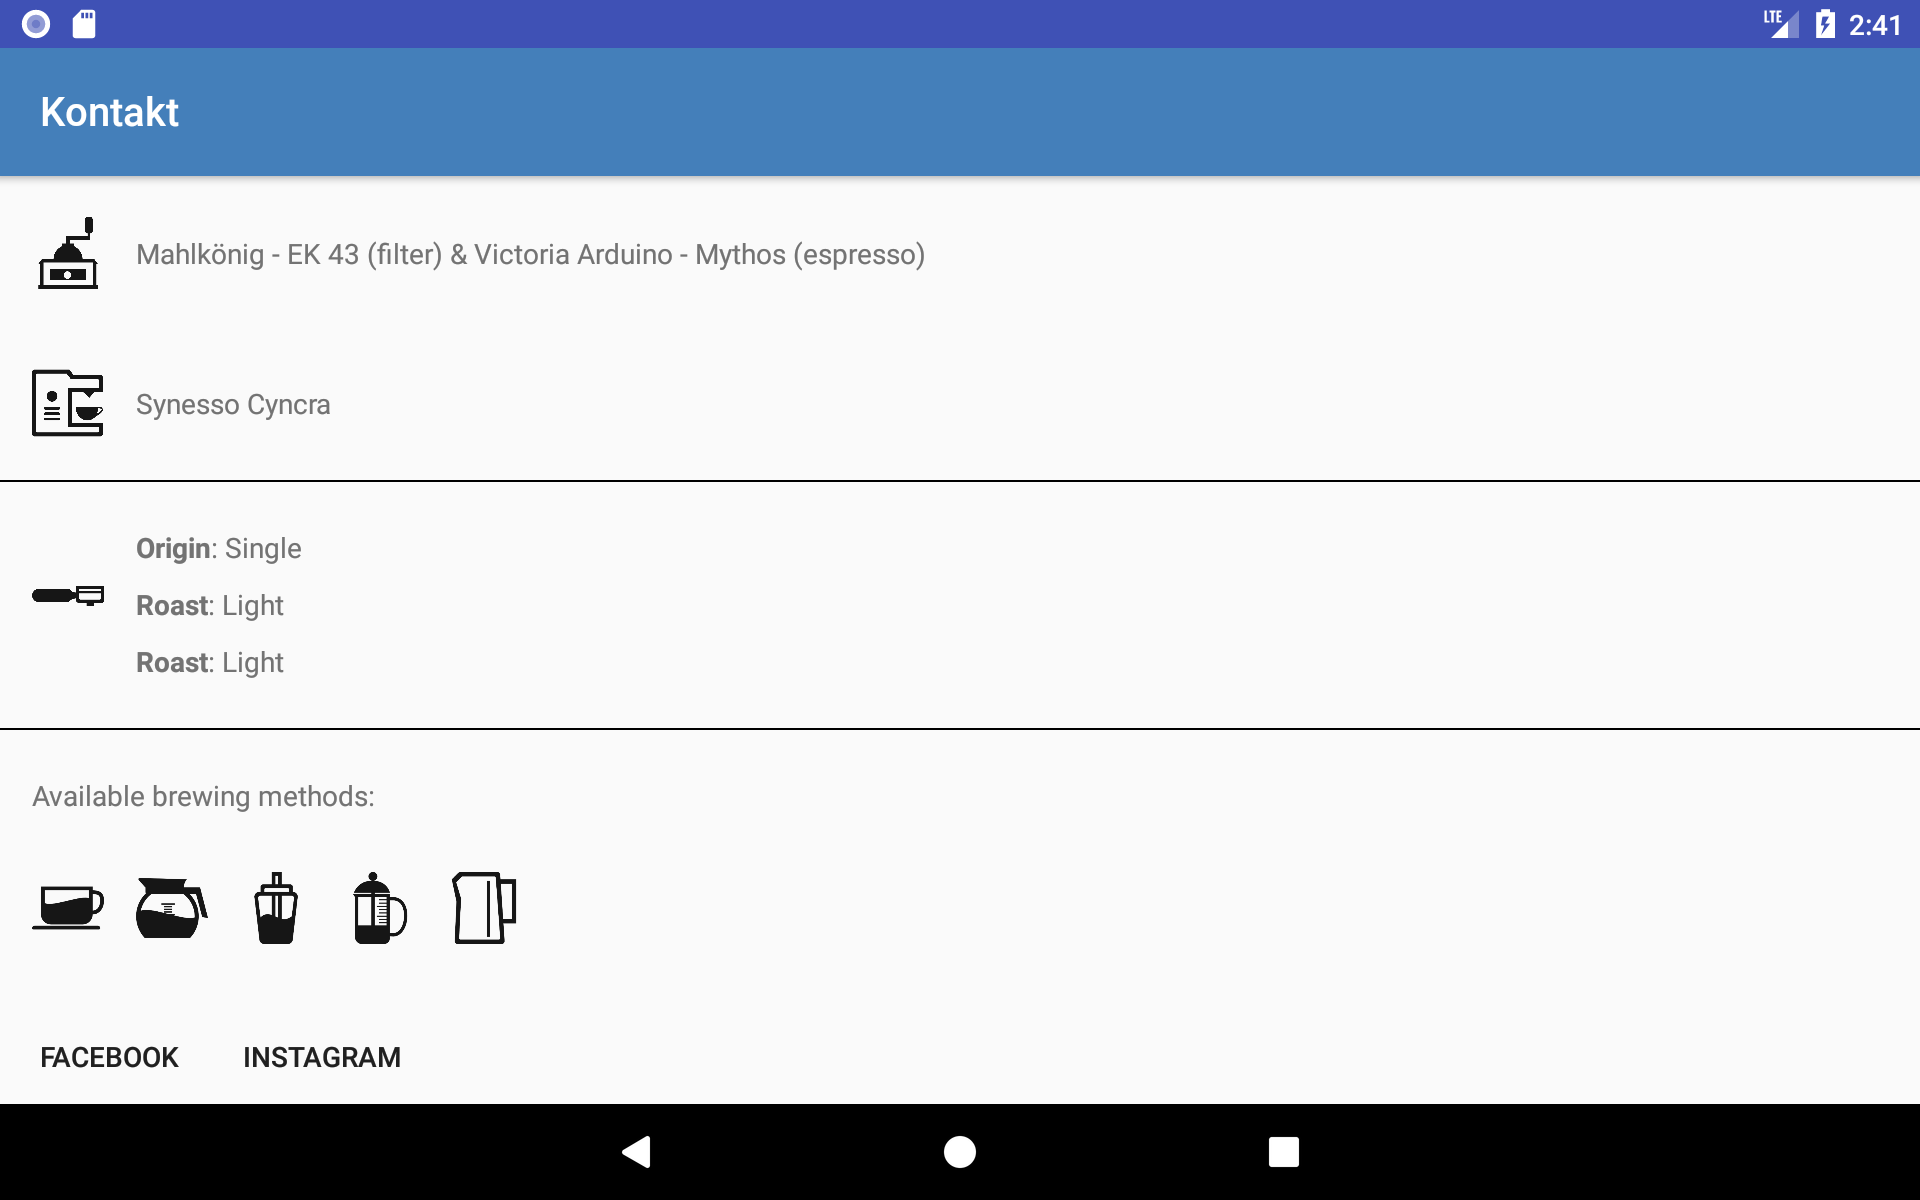 LTE 2:41
Kontakt
Mahlkönig - EK 43 (filter) & Victoria Arduino - Mythos (espresso)
Synesso Cyncra
Origin: Single
Roast: Light
Roast: Light
Available brewing methods:
FACEBOOK INSTAGRAM